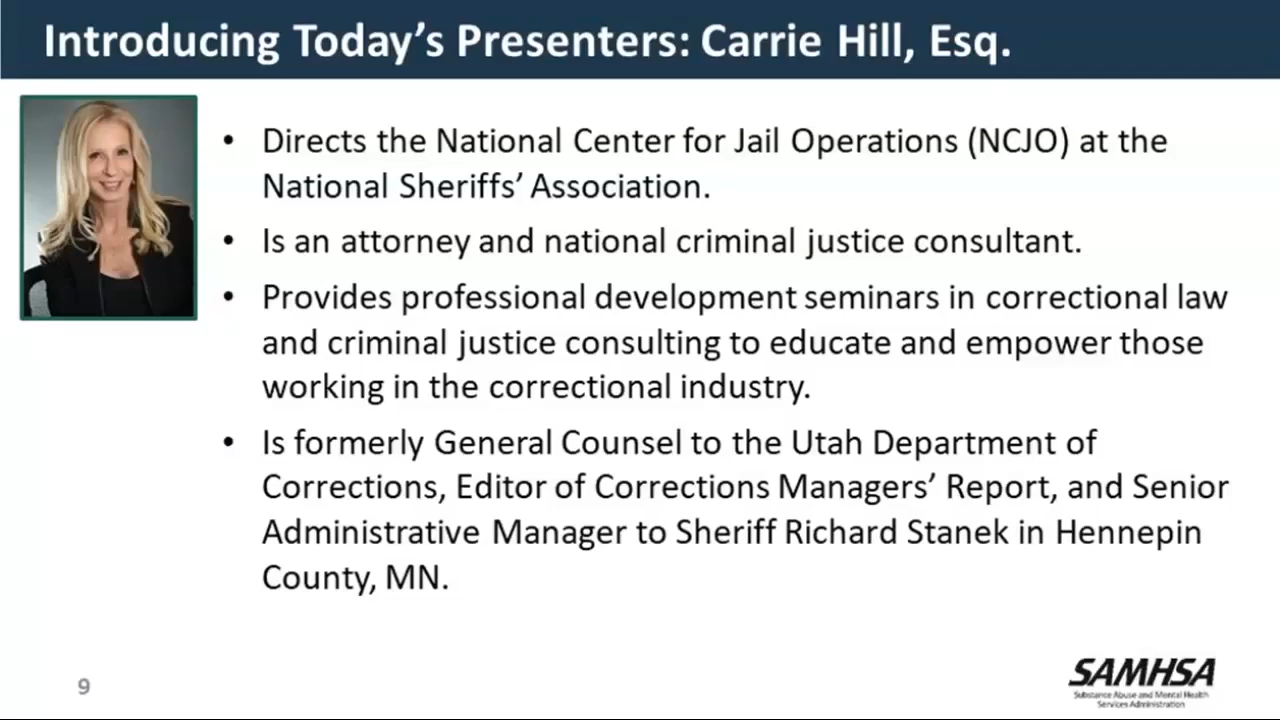 Introducing Today's Presenters: Carrie Hill, Esq.
• Directs the National Center for Jail Operations (NCJO) at the
National Sheriffs' Association.
• Is an attorney and national criminal justice consultant.
• Provides professional development seminars in correctional law
and criminal justice consulting to educate and empower those
working in the correctional industry.
• Is formerly General Counsel to the Utah Department of
Corrections, Editor of Corrections Managers' Report, and Senior
Administrative Manager to Sheriff Richard Stanek in Hennepin
County, MN.
9
SAMHSA
Substance Abuse and Mental Health
Services Administration